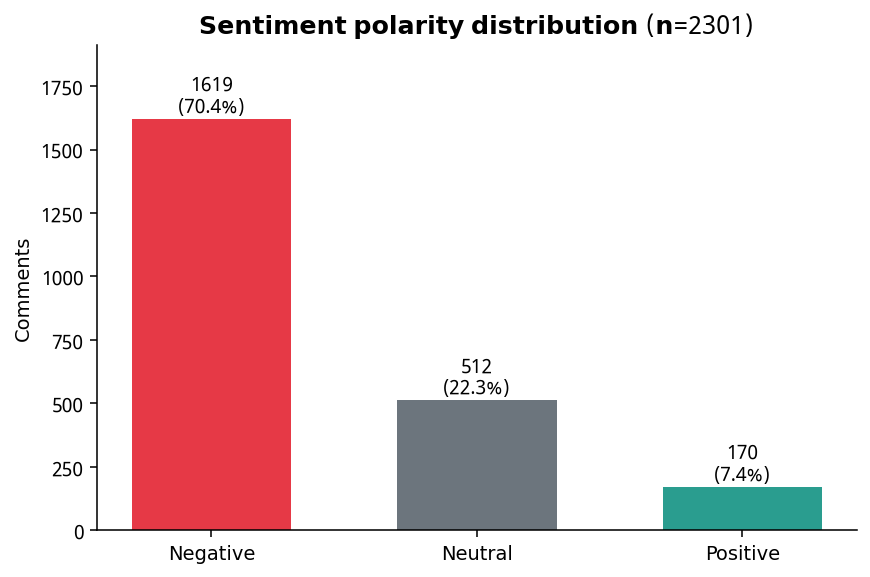 Sentiment polarity distribution (n=2301)
1750
1500
1250
1000
750
500
250
0
Comments
1619
(70.4%)
512
(22.3%)
170
(7.4%)
Negative
Neutral
Positive